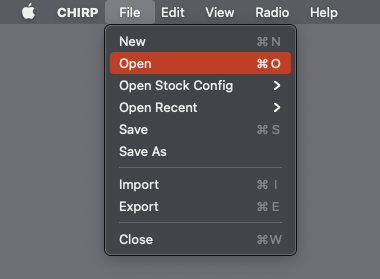 CHIRP File Edit View Radio Help
New ⌘ N
Open ⌘ O
Open Stock Config
Open Recent
Save ⌘ S
Save As
Import ⌘ I
Export ⌘ E
Close ⌘W